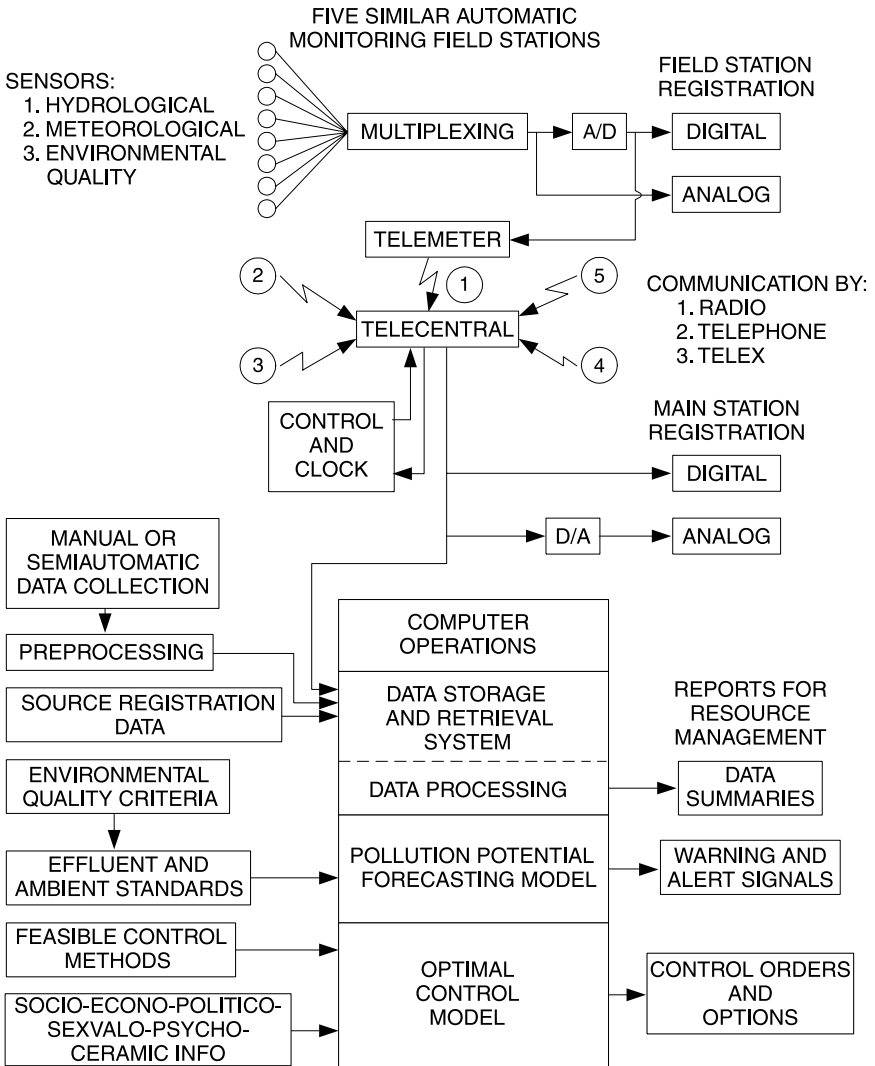 FIVE SIMILAR AUTOMATIC
MONITORING FIELD STATIONS
SENSORS:
1. HYDROLOGICAL
2. METEOROLOGICAL
3. ENVIRONMENTAL
QUALITY
MULTIPLEXING
A/D
FIELD STATION
REGISTRATION
DIGITAL
ANALOG
TELEMETER
1
2
3
4
5
TELECENTRAL
COMMUNICATION BY:
1. RADIO
2. TELEPHONE
3. TELEX
CONTROL
AND
CLOCK
MAIN STATION
REGISTRATION
DIGITAL
D/A
ANALOG
MANUAL OR
SEMIAUTOMATIC
DATA COLLECTION
PREPROCESSING
SOURCE REGISTRATION
DATA
ENVIRONMENTAL
QUALITY CRITERIA
EFFLUENT AND
AMBIENT STANDARDS
FEASIBLE CONTROL
METHODS
SOCIO-ECONO-POLITICO-
SEXVALO-PSYCHO-
CERAMIC INFO
COMPUTER
OPERATIONS
DATA STORAGE
AND RETRIEVAL
SYSTEM
DATA PROCESSING
POLLUTION POTENTIAL
FORECASTING MODEL
OPTIMAL
CONTROL
MODEL
REPORTS FOR
RESOURCE
MANAGEMENT
DATA
SUMMARIES
WARNING AND
ALERT SIGNALS
CONTROL ORDERS
AND
OPTIONS